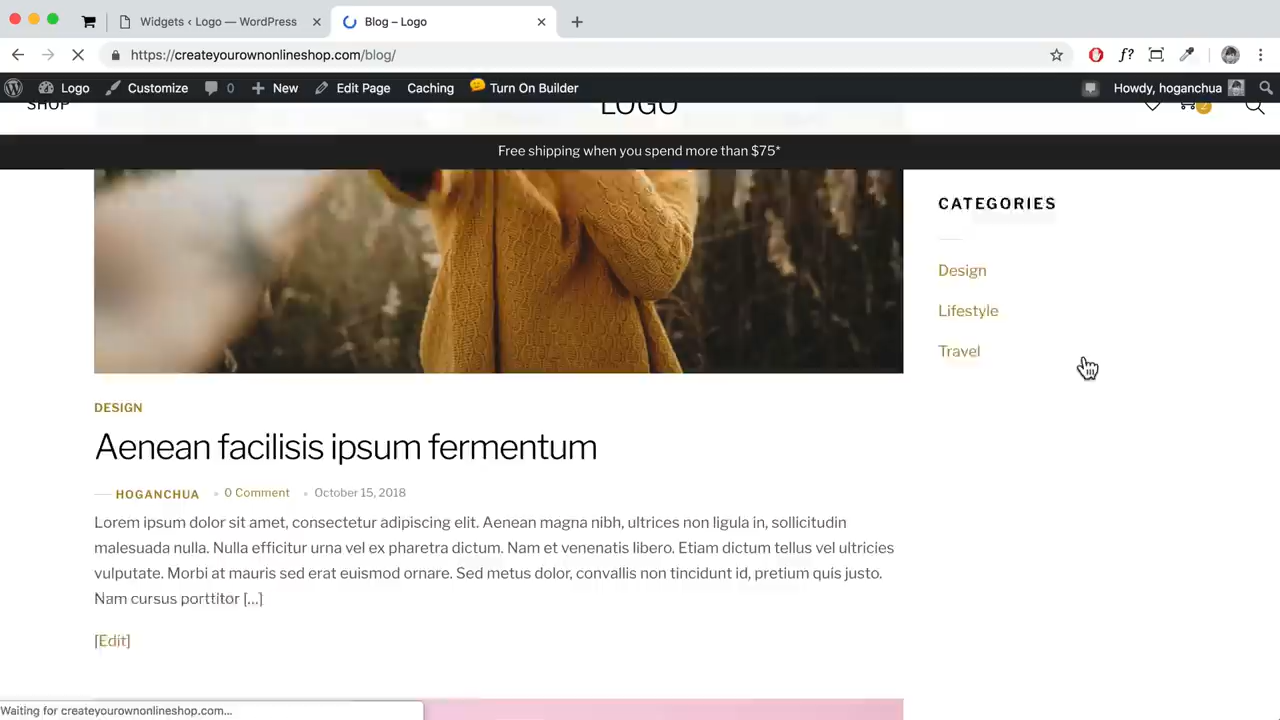 Widgets ‹ Logo — WordPress
Blog – Logo
https://createyourownonlineshop.com/blog/
f?
Logo Customize 0 New Edit Page Caching Turn On Builder Howdy, hoganchua
SHOP LOGO 2
Free shipping when you spend more than $75*
CATEGORIES
Design
Lifestyle
Travel
DESIGN
Aenean facilisis ipsum fermentum
HOGANCHUA 0 Comment October 15, 2018
Lorem ipsum dolor sit amet, consectetur adipiscing elit. Aenean magna nibh, ultrices non ligula in, sollicitudin
malesuada nulla. Nulla efficitur urna vel ex pharetra dictum. Nam et venenatis libero. Etiam dictum tellus vel ultricies
vulputate. Morbi at mauris sed erat euismod ornare. Sed metus dolor, convallis non tincidunt id, pretium quis justo.
Nam cursus porttitor [...]
[Edit]
Waiting for createyourownonlineshop.com...